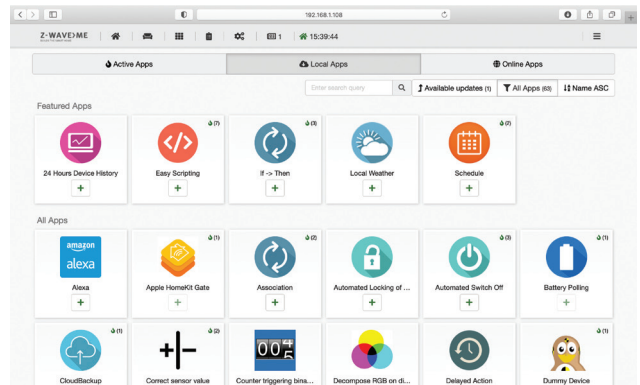 192.168.1.108
Z-WAVE>ME
1
15:39:44
Active Apps
Local Apps
Online Apps
Enter search query
Available updates (1)
All Apps (63)
Name ASC
Featured Apps
(7)
(3)
(2)
24 Hours Device History
Easy Scripting
If -> Then
Local Weather
Schedule
All Apps
(1)
(2)
(3)
(1)
amazon
alexa
Alexa
Apple HomeKit Gate
Association
Automated Locking of ...
Automated Switch Off
Battery Polling
(1)
(2)
(1)
CloudBackup
Correct sensor value
Counter triggering bina...
Decompose RGB on di...
Delayed Action
Dummy Device